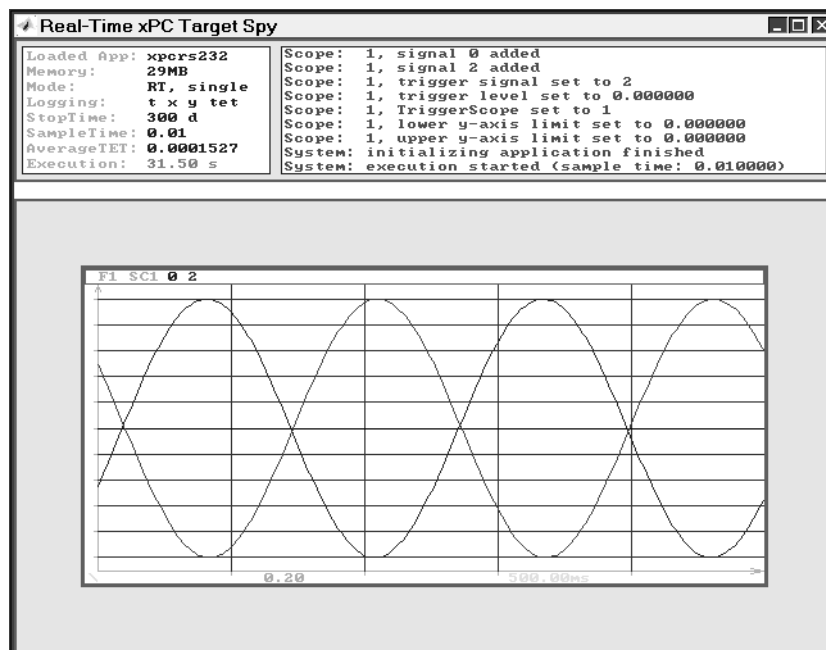 Real-Time xPC Target Spy
Loaded App: xpcrs232
Memory: 29MB
Mode: RT, single
Logging: t x y tet
StopTime: 300 d
SampleTime: 0.01
AverageTET: 0.0001527
Execution: 31.50 s
Scope: 1, signal 0 added
Scope: 1, signal 2 added
Scope: 1, trigger signal set to 2
Scope: 1, trigger level set to 0.000000
Scope: 1, TriggerScope set to 1
Scope: 1, lower y-axis limit set to 0.000000
Scope: 1, upper y-axis limit set to 0.000000
System: initializing application finished
System: execution started (sample time: 0.010000)
F1 SC1 0 2
0.20 500.00ms